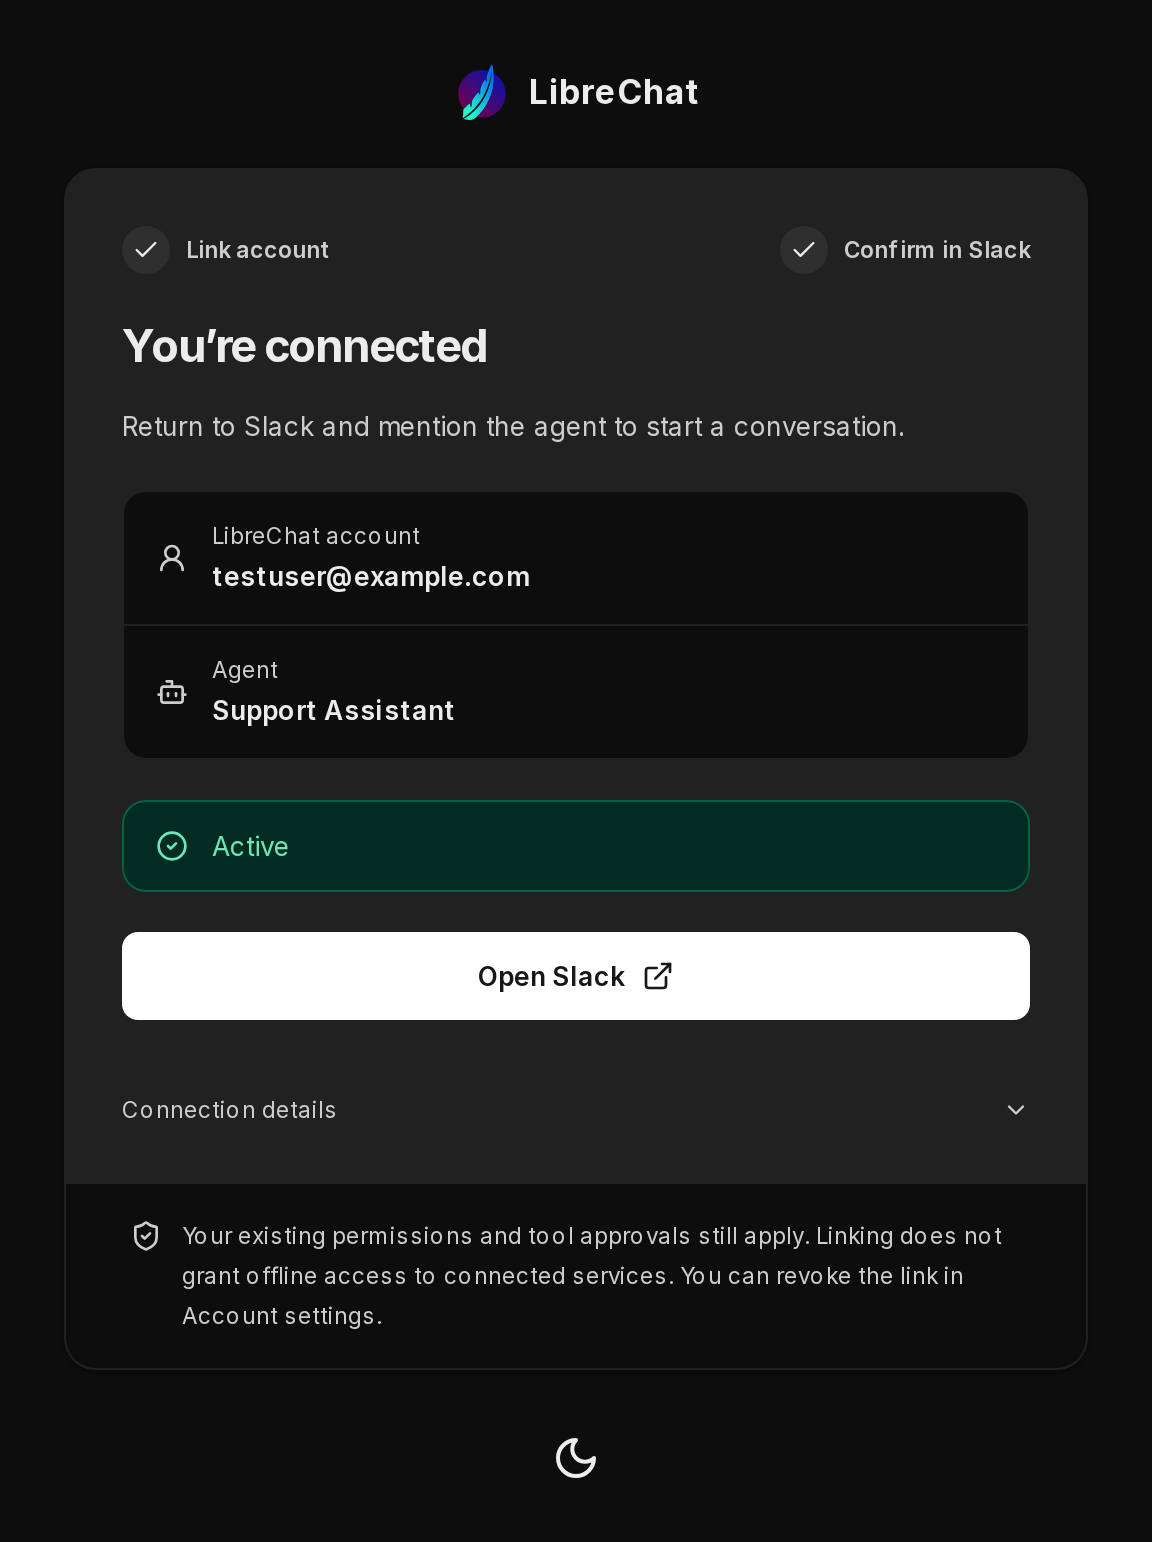 LibreChat
Link account
Confirm in Slack
You’re connected
Return to Slack and mention the agent to start a conversation.
LibreChat account
testuser@example.com
Agent
Support Assistant
Active
Open Slack
Connection details
Your existing permissions and tool approvals still apply. Linking does not
grant offline access to connected services. You can revoke the link in
Account settings.